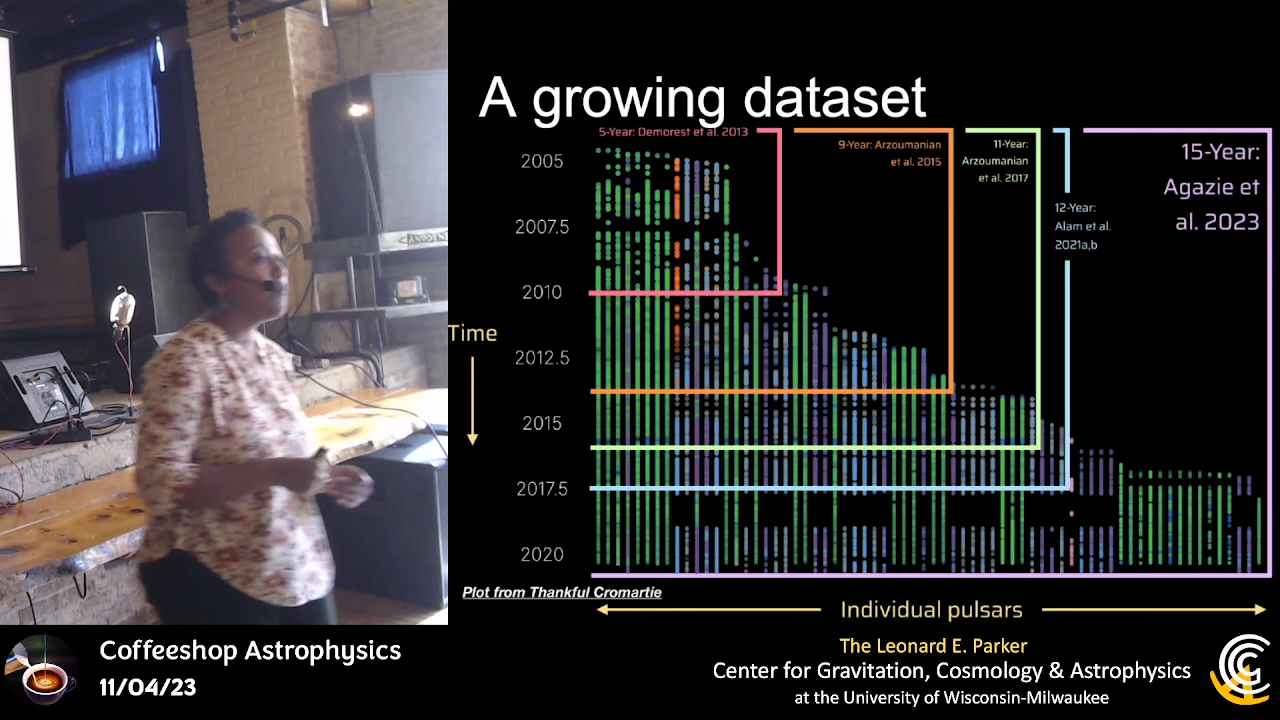 A growing dataset
5-Year: Demorest et al. 2013
9-Year: Arzoumanian
et al. 2015
11-Year:
Arzoumanian
et al. 2017
12-Year:
Alam et al.
2021a,b
15-Year:
Agazie et
al. 2023
2005
2007.5
2010
2012.5
2015
2017.5
2020
Time
Plot from Thankful Cromartie
Individual pulsars
Coffeeshop Astrophysics
11/04/23
The Leonard E. Parker
Center for Gravitation, Cosmology & Astrophysics
at the University of Wisconsin-Milwaukee